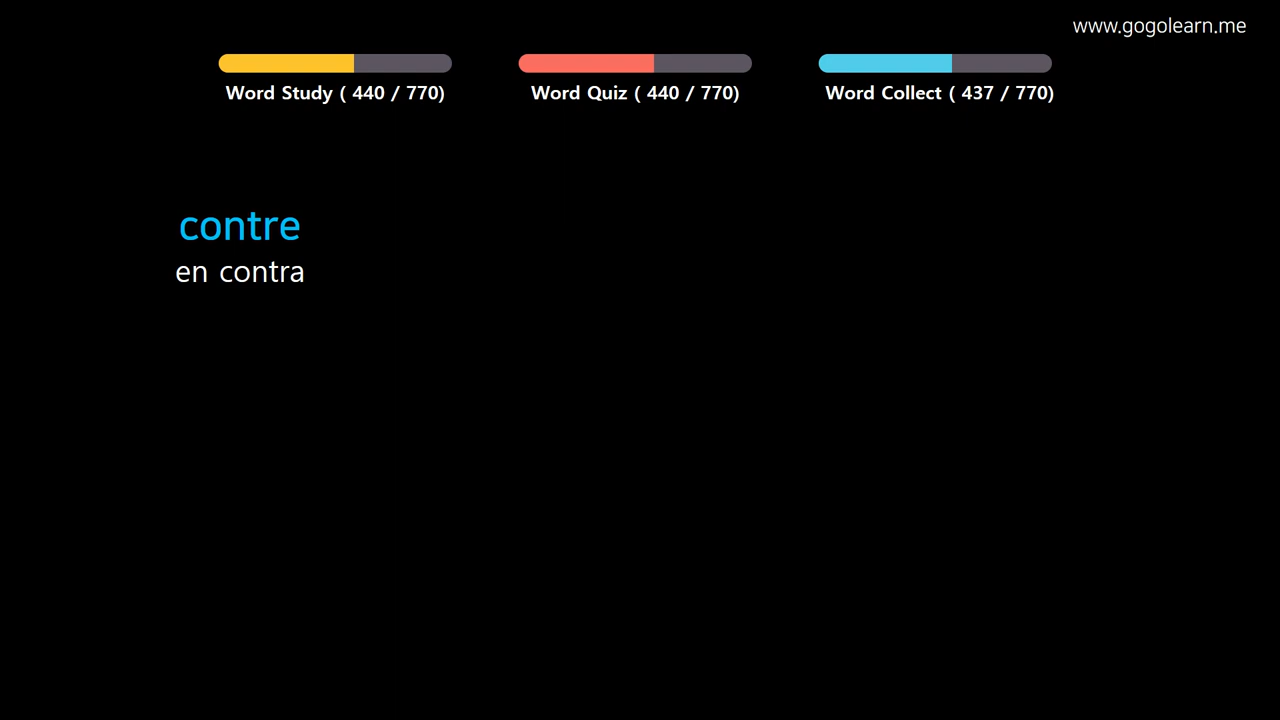 www.gogolearn.me
Word Study ( 440 / 770)
Word Quiz ( 440 / 770)
Word Collect ( 437 / 770)
contre
en contra